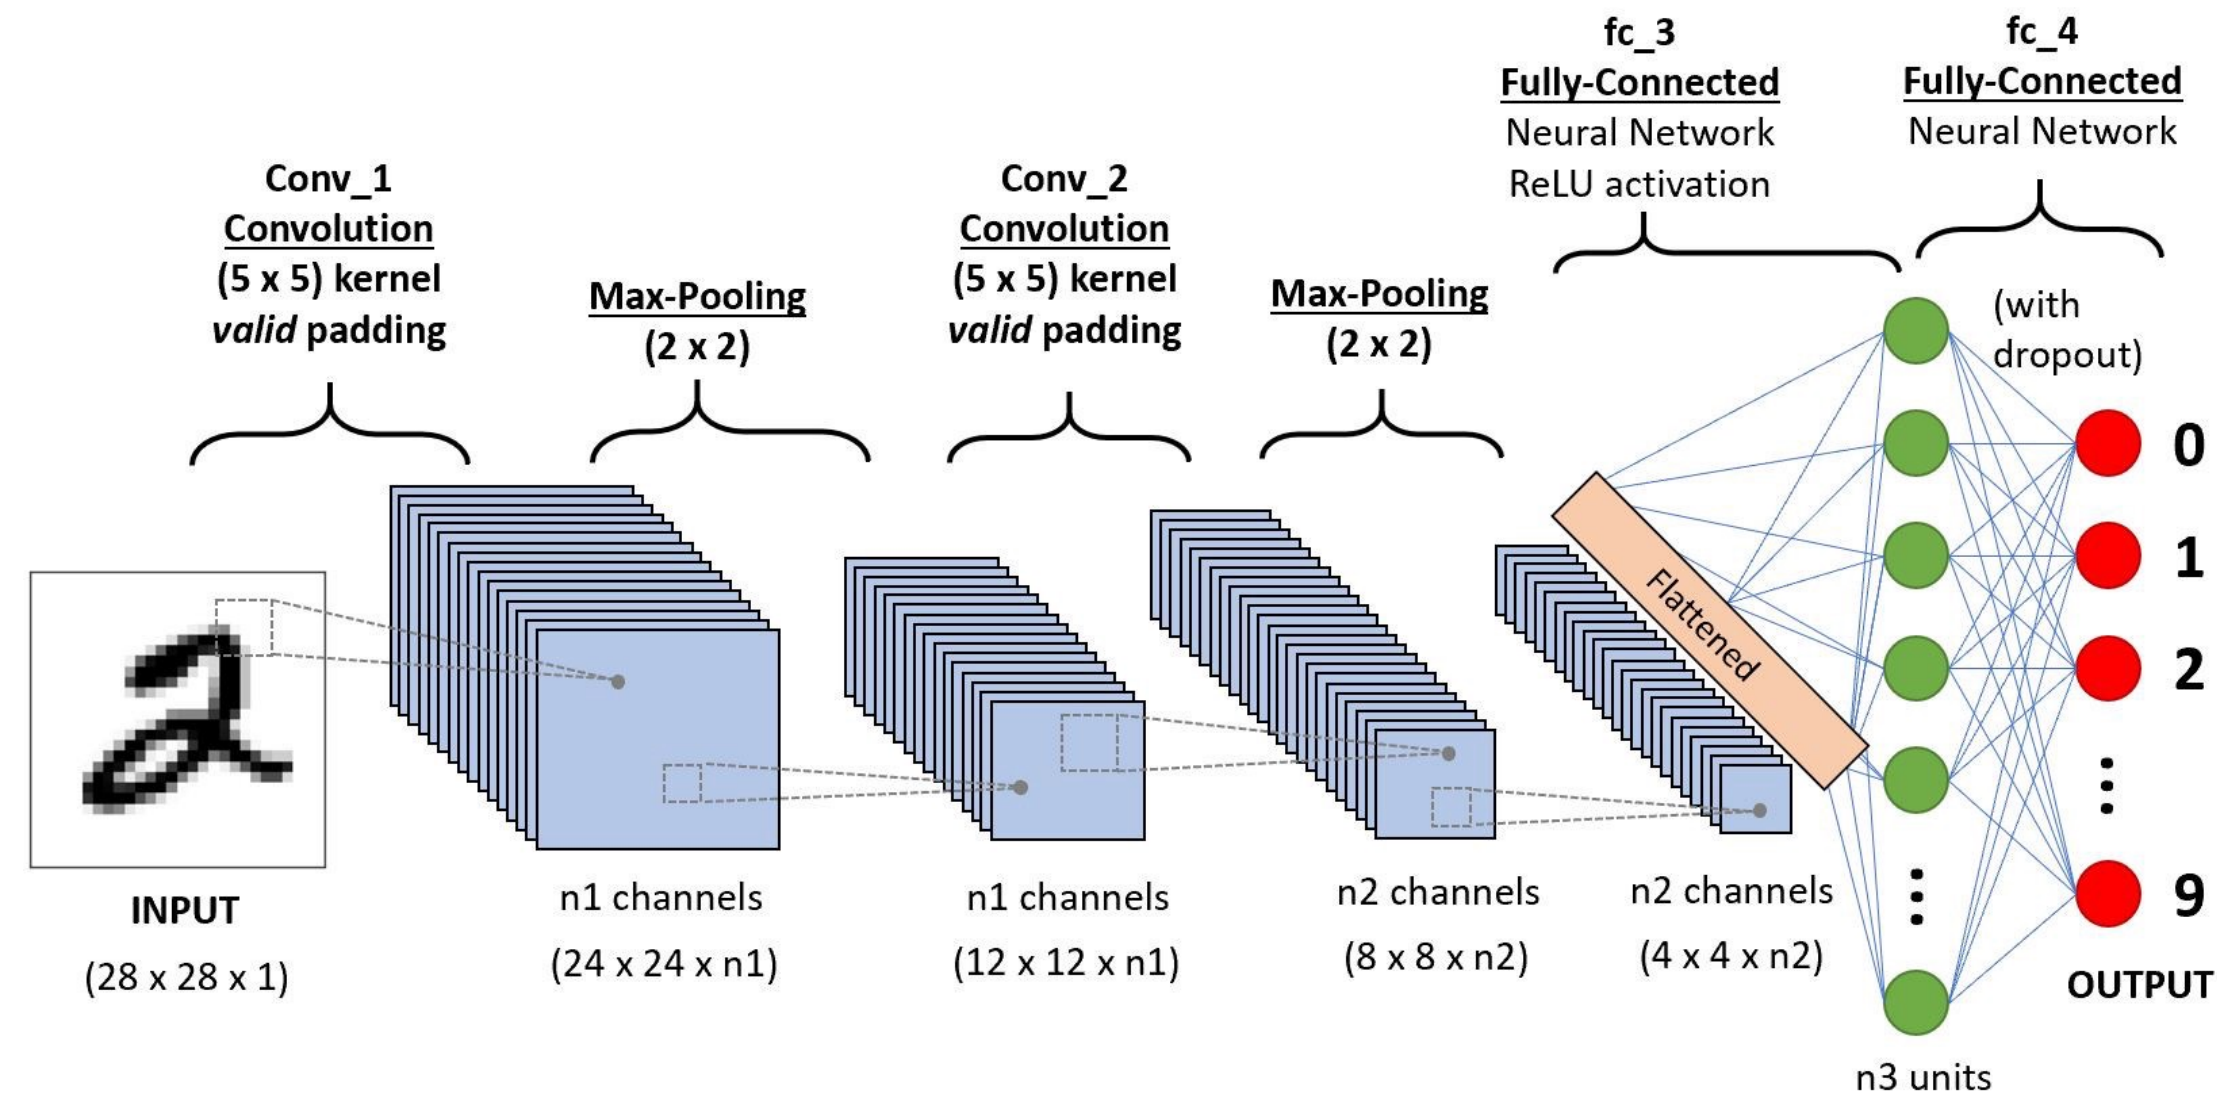 Conv_1
Convolution
(5 x 5) kernel
valid padding
Max-Pooling
(2 x 2)
Conv_2
Convolution
(5 x 5) kernel
valid padding
Max-Pooling
(2 x 2)
fc_3
Fully-Connected
Neural Network
ReLU activation
fc_4
Fully-Connected
Neural Network
(with
dropout)
Flattened
0
1
2
9
INPUT
(28 x 28 x 1)
n1 channels
(24 x 24 x n1)
n1 channels
(12 x 12 x n1)
n2 channels
(8 x 8 x n2)
n2 channels
(4 x 4 x n2)
n3 units
OUTPUT
2